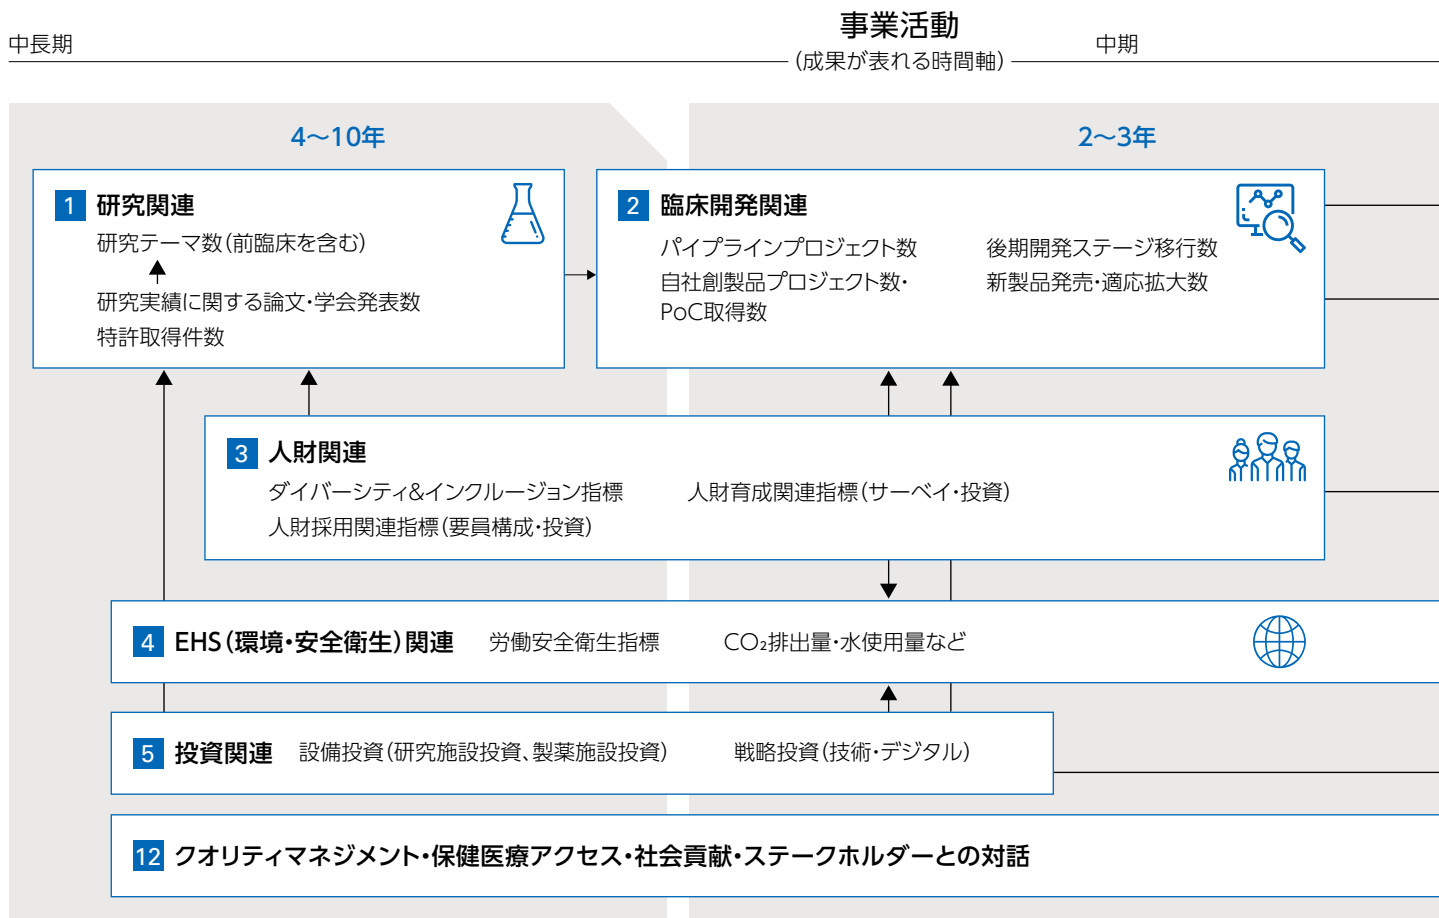 事業活動
(成果が表れる時間軸)
中長期
中期
4～10年
2～3年
1 研究関連
研究テーマ数(前臨床を含む)
研究実績に関する論文・学会発表数
特許取得件数
2 臨床開発関連
パイプラインプロジェクト数
自社創製品プロジェクト数・
PoC取得数
後期開発ステージ移行数
新製品発売・適応拡大数
3 人財関連
ダイバーシティ&インクルージョン指標
人財採用関連指標(要員構成・投資)
人財育成関連指標(サーベイ・投資)
4 EHS(環境・安全衛生)関連 労働安全衛生指標 CO₂排出量・水使用量など
5 投資関連 設備投資(研究施設投資、製薬施設投資) 戦略投資(技術・デジタル)
12 クオリティマネジメント・保健医療アクセス・社会貢献・ステークホルダーとの対話